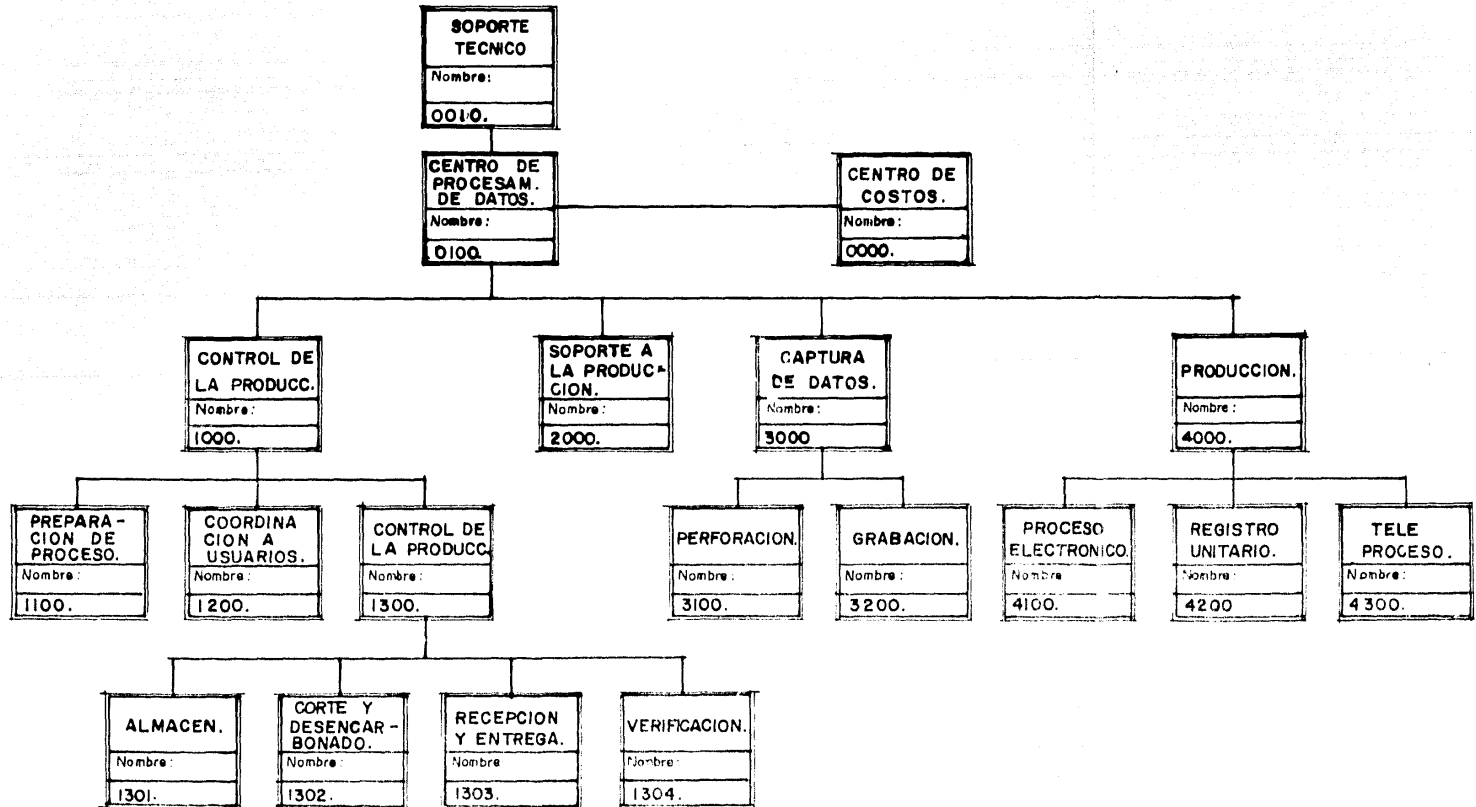 SOPORTE
TECNICO
Nombre:
0010.
CENTRO DE
PROCESAM.
DE DATOS.
Nombre:
0100.
CENTRO DE
COSTOS.
Nombre:
0000.
CONTROL DE
LA PRODUCC.
Nombre:
1000.
SOPORTE A
LA PRODUC-
CION.
Nombre:
2000.
CAPTURA
DE DATOS.
Nombre:
3000
PRODUCCION.
Nombre:
4000.
PREPARA-
CION DE
PROCESO.
Nombre:
1100.
COORDINA
CION A
USUARIOS.
Nombre:
1200.
CONTROL DE
LA PRODUCC
Nombre:
1300.
PERFORACION.
Nombre:
3100.
GRABACION.
Nombre:
3200.
PROCESO
ELECTRONICO.
Nombre
4100.
REGISTRO
UNITARIO.
Nombre:
4200
TELE
PROCESO.
Nombre:
4300.
ALMACEN.
Nombre:
1301.
CORTE Y
DESENCAR-
BONADO.
Nombre:
1302.
RECEPCION
Y ENTREGA.
Nombre
1303.
VERIFICACION.
Nombre:
1304.